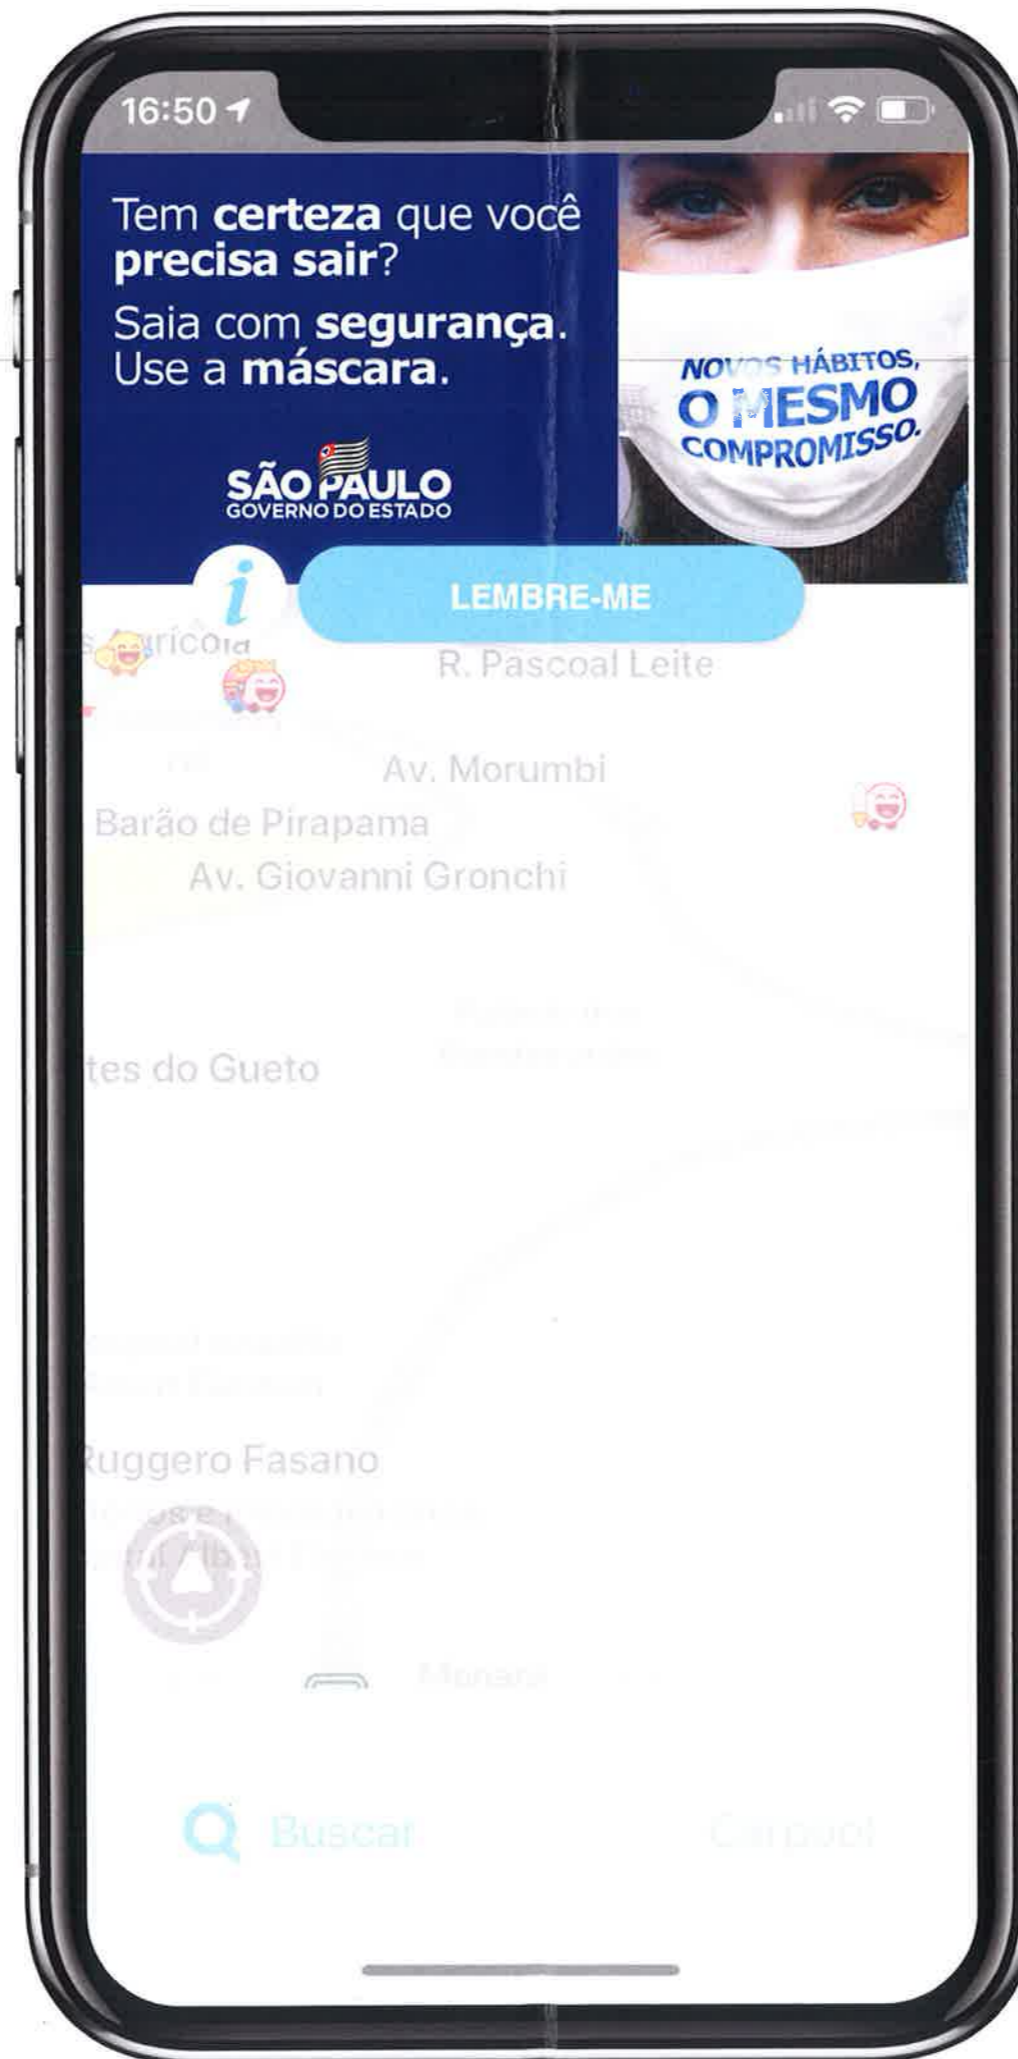 16:50
Tem certeza que você
precisa sair?
Saia com segurança.
Use a máscara.
SÃO PAULO
GOVERNO DO ESTADO
NOVOS HÁBITOS,
O MESMO
COMPROMISSO.
i
LEMBRE-ME
R. Pascoal Leite
Av. Morumbi
Barão de Pirapama
Av. Giovanni Gronchi
tes do Gueto
Ruggero Fasano
Buscar
Carpool